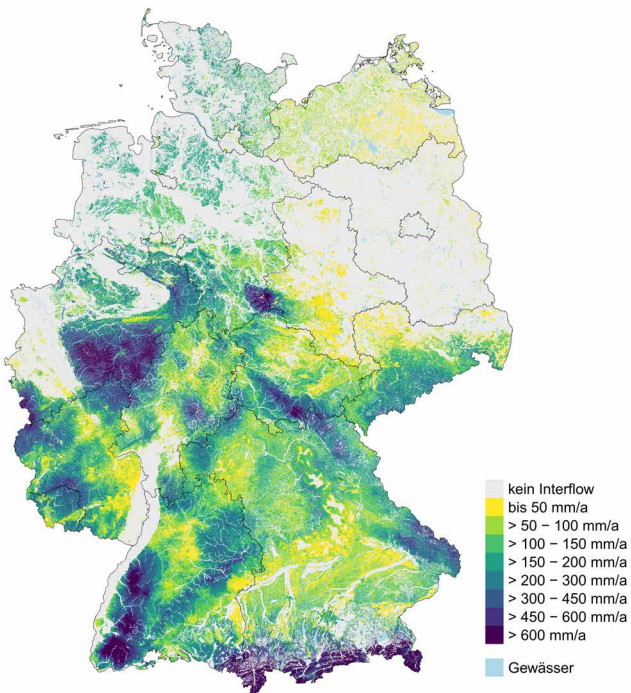 kein Interflow
bis 50 mm/a
> 50 – 100 mm/a
> 100 – 150 mm/a
> 150 – 200 mm/a
> 200 – 300 mm/a
> 300 – 450 mm/a
> 450 – 600 mm/a
> 600 mm/a
Gewässer